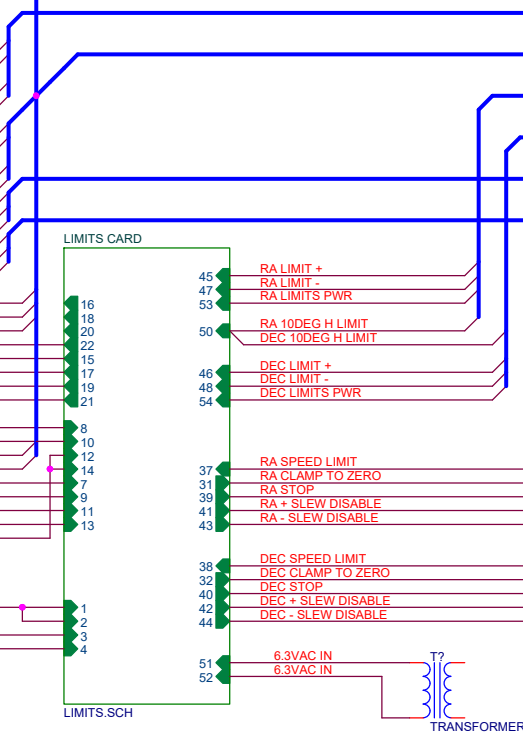 LIMITS CARD
45 RA LIMIT +
47 RA LIMIT -
53 RA LIMITS PWR
16
18
20
50 RA 10DEG H LIMIT
DEC 10DEG H LIMIT
22
15
17
19
21
46 DEC LIMIT +
48 DEC LIMIT -
54 DEC LIMITS PWR
8
10
12
14
7
9
11
13
37 RA SPEED LIMIT
31 RA CLAMP TO ZERO
39 RA STOP
41 RA + SLEW DISABLE
43 RA - SLEW DISABLE
38 DEC SPEED LIMIT
32 DEC CLAMP TO ZERO
40 DEC STOP
42 DEC + SLEW DISABLE
44 DEC - SLEW DISABLE
1
2
3
4
51 6.3VAC IN
52 6.3VAC IN
T?
LIMITS.SCH
TRANSFORMER